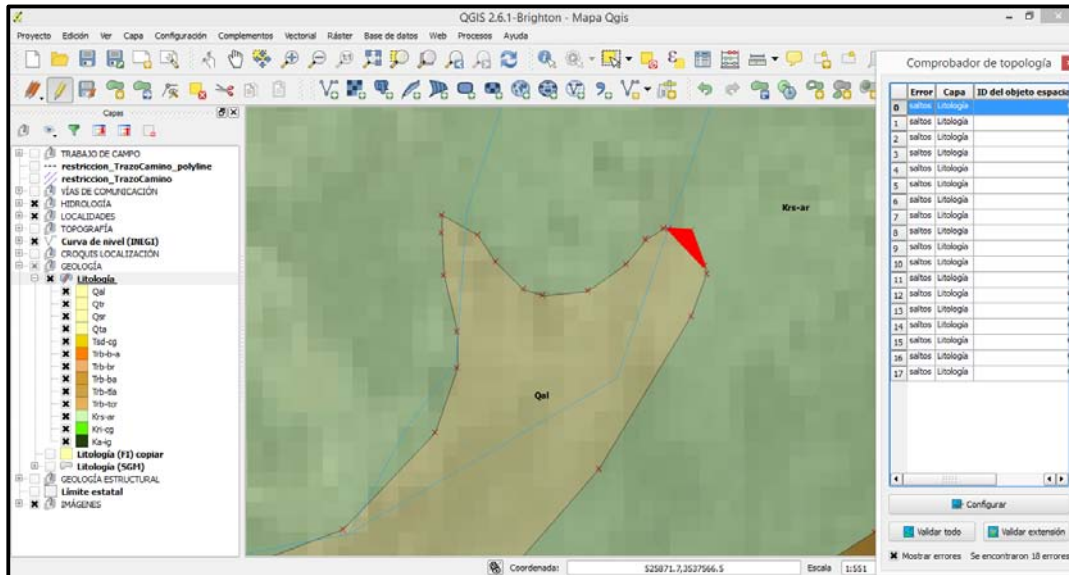 QGIS 2.6.1-Brighton - Mapa Qgis
Proyecto Edición Ver Capa Configuración Complementos Vectorial Ráster Base de datos Web Procesos Ayuda
Capas
TRABAJO DE CAMPO
restriccion_TrazoCamino_polyline
restriccion_TrazoCamino
VÍAS DE COMUNICACIÓN
HIDROLOGÍA
LOCALIDADES
TOPOGRAFÍA
Curva de nivel (INEGI)
CROQUIS LOCALIZACIÓN
GEOLOGÍA
Litología
Qal
Qtr
Qsr
Qta
Tsd-cg
Trb-b-a
Trb-br
Trb-ba
Trb-tla
Trb-tcr
Krs-ar
Kri-cg
Ka-ig
Litología (F1) copiar
Litología (SGM)
GEOLOGÍA ESTRUCTURAL
Límite estatal
IMÁGENES
Krs-ar
Qal
Comprobador de topología
Error Capa ID del objeto espacia
0 saltos Litología
1 saltos Litología
2 saltos Litología
3 saltos Litología
4 saltos Litología
5 saltos Litología
6 saltos Litología
7 saltos Litología
8 saltos Litología
9 saltos Litología
10 saltos Litología
11 saltos Litología
12 saltos Litología
13 saltos Litología
14 saltos Litología
15 saltos Litología
16 saltos Litología
17 saltos Litología
Configurar
Validar todo Validar extensión
Mostrar errores Se encontraron 18 errores
Coordenada: 525871.7,3537566.5 Escala 1:551